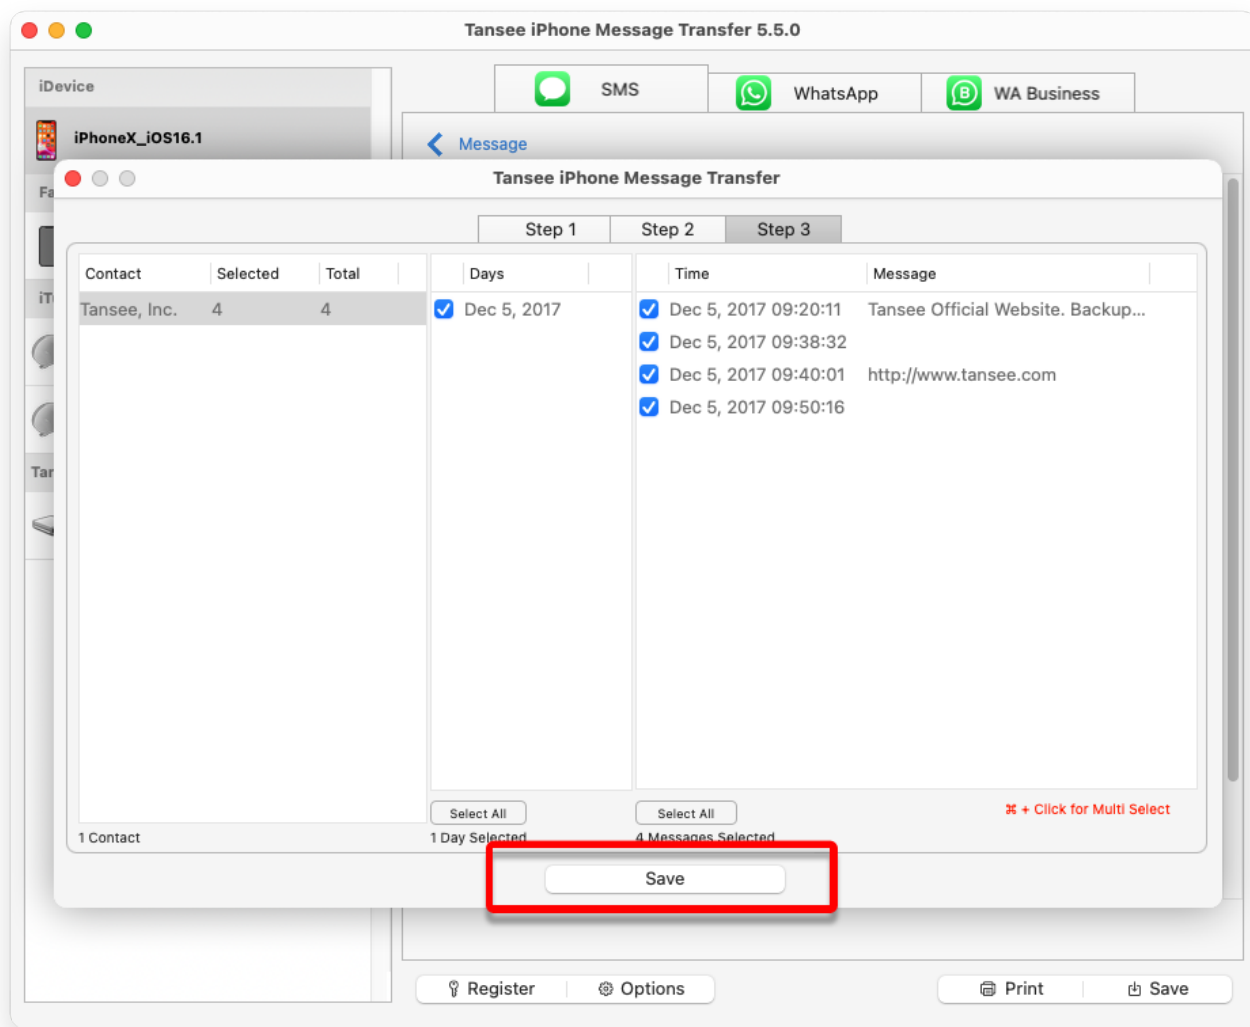 Tansee iPhone Message Transfer 5.5.0
iDevice
SMS
WhatsApp
WA Business
iPhoneX_iOS16.1
Message
Fa
iT
Tar
Tansee iPhone Message Transfer
Step 1 Step 2 Step 3
Contact Selected Total Days Time Message
Tansee, Inc. 4 4 Dec 5, 2017 Dec 5, 2017 09:20:11 Tansee Official Website. Backup...
Dec 5, 2017 09:38:32
Dec 5, 2017 09:40:01 http://www.tansee.com
Dec 5, 2017 09:50:16
Select All Select All ⌘ + Click for Multi Select
1 Contact 1 Day Selected 4 Messages Selected
Save
Register Options Print Save